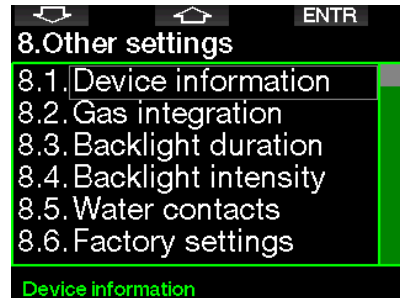 ENTR
8.Other settings
8.1.Device information
8.2.Gas integration
8.3.Backlight duration
8.4.Backlight intensity
8.5.Water contacts
8.6.Factory settings
Device information